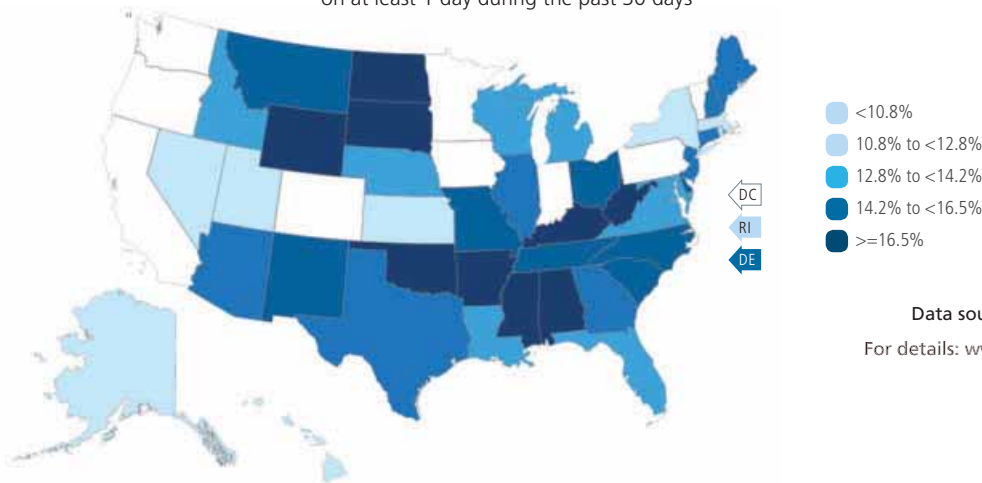 on at least 1 day during the past 30 days
<10.8%
10.8% to <12.8%
12.8% to <14.2%
14.2% to <16.5%
>=16.5%
DC
RI
DE
Data
For details: